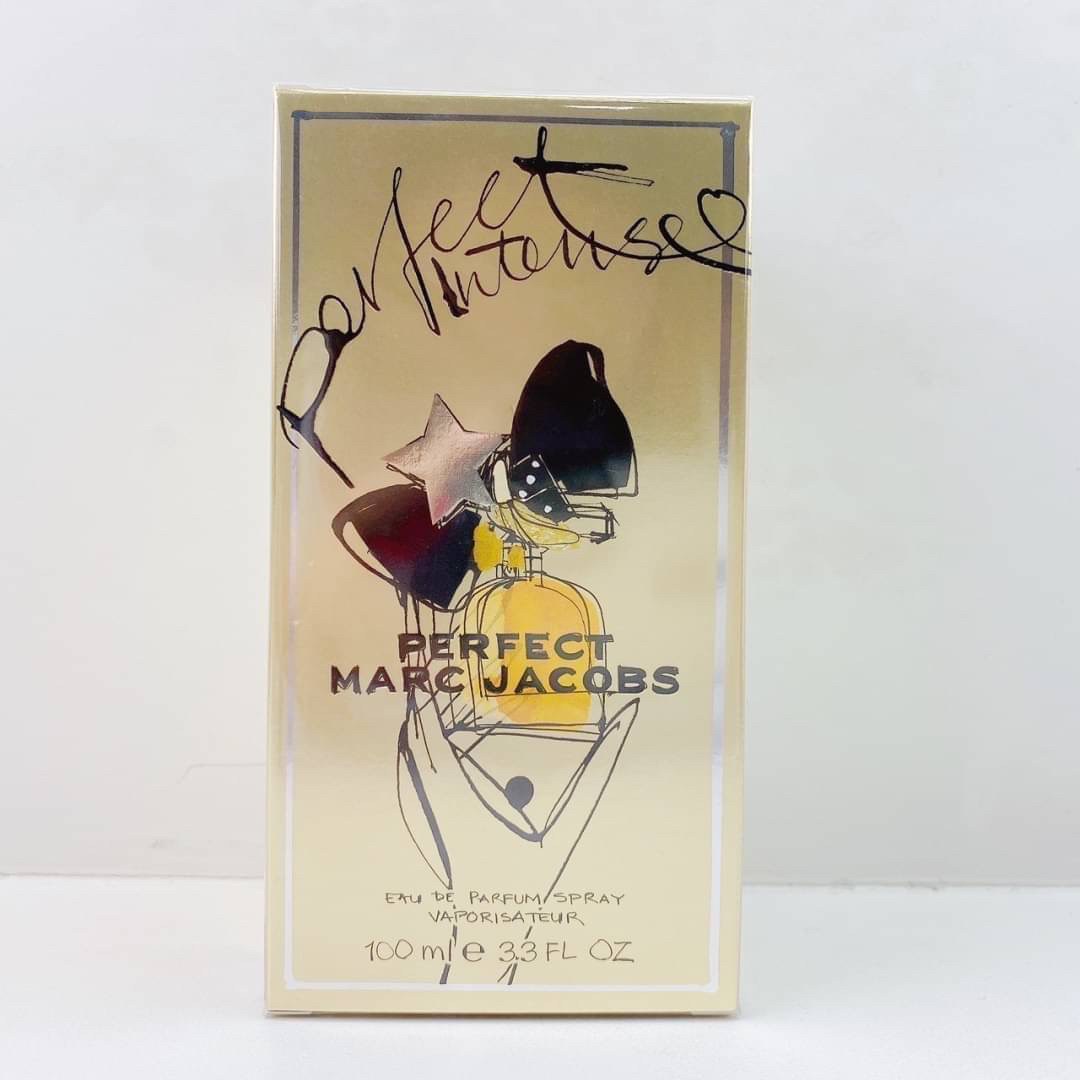 perfect
intense
PERFECT
MARC JACOBS
EAU DE PARFUM SPRAY
VAPORISATEUR
100 ml e 3.3 FL OZ